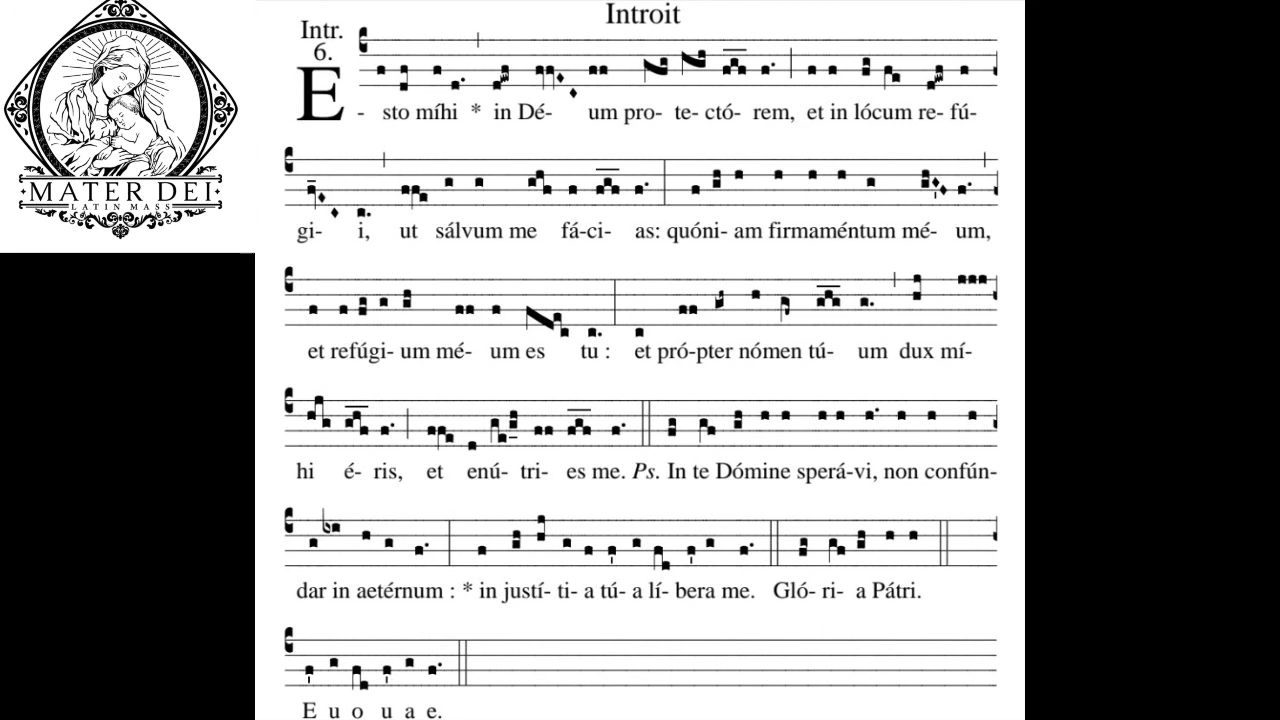 MATER DEI
LATIN MASS
Introit
Intr.
6.
E - sto míhi * in Dé- um pro- te- ctó- rem, et in lócum re- fú-
gi- i, ut sálvum me fá-ci- as: quóni- am firmaméntum mé- um,
et refúgi- um mé- um es tu : et pró-pter nómen tú- um dux mí-
hi é- ris, et enú- tri- es me. Ps. In te Dómine sperá-vi, non confún-
dar in aetérnum : * in justí- ti- a tú- a lí- bera me. Gló- ri- a Pátri.
E u o u a e.